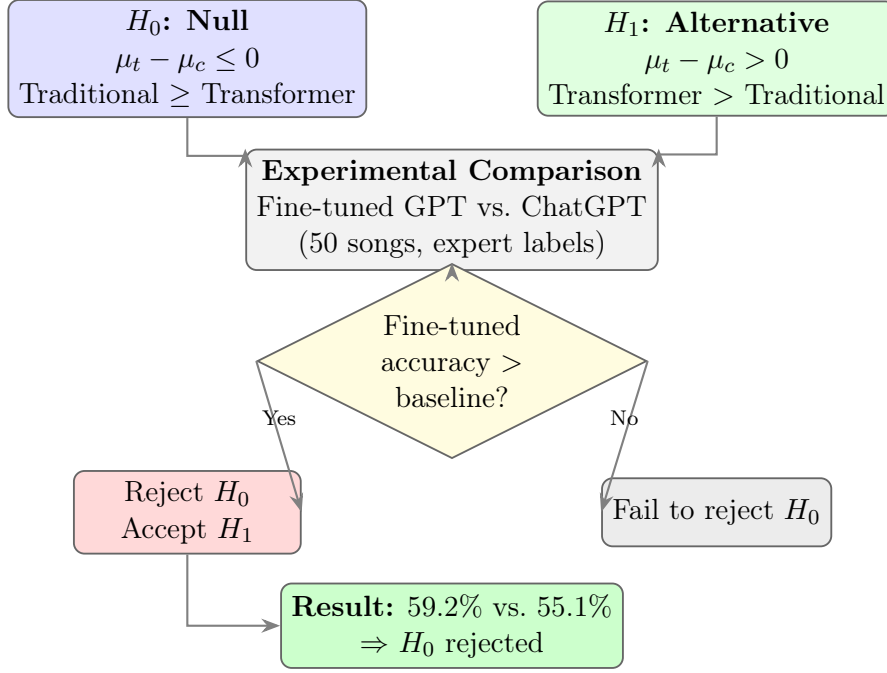 H₀: Null
μₜ − μ_c ≤ 0
Traditional ≥ Transformer
H₁: Alternative
μₜ − μ_c > 0
Transformer > Traditional
Experimental Comparison
Fine-tuned GPT vs. ChatGPT
(50 songs, expert labels)
Fine-tuned
accuracy >
baseline?
Yes
No
Reject H₀
Accept H₁
Fail to reject H₀
Result: 59.2% vs. 55.1%
⇒ H₀ rejected